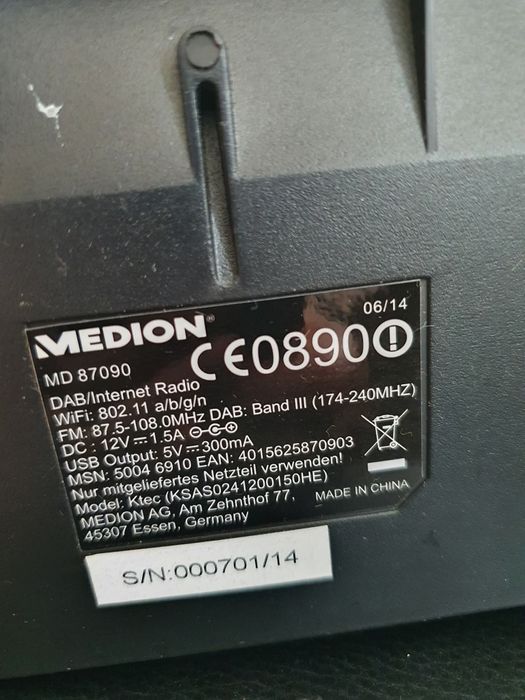 MEDION®
06/14
MD 87090
CE0890
DAB/Internet Radio
WiFi: 802.11 a/b/g/n
FM: 87.5-108.0MHz DAB: Band III (174-240MHZ)
DC : 12V⎓1.5A
USB Output: 5V⎓300mA
MSN: 5004 6910 EAN: 4015625870903
Nur mitgeliefertes Netzteil verwenden!
Model: Ktec (KSAS0241200150HE)
MEDION AG, Am Zehnthof 77,
45307 Essen, Germany
MADE IN CHINA
S/N:000701/14